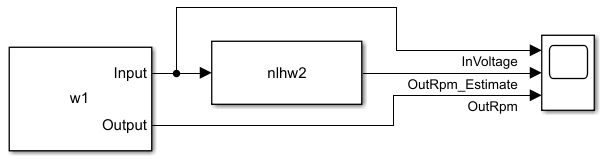 w1
Input
Output
nlhw2
InVoltage
OutRpm_Estimate
OutRpm